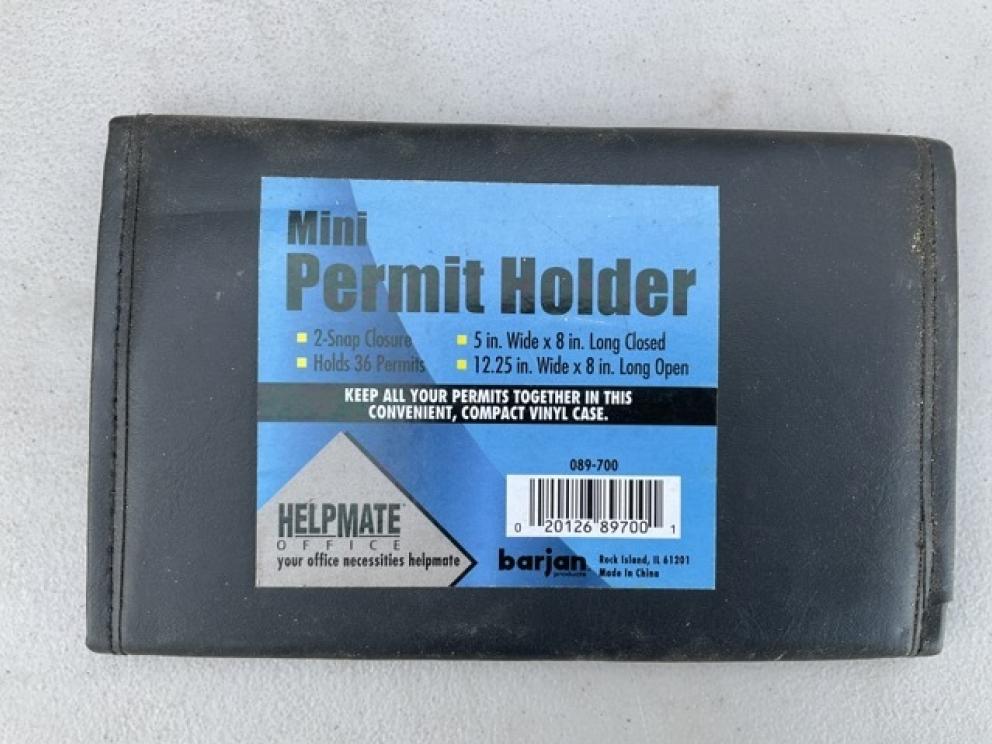 Mini
Permit Holder
2-Snap Closure
Holds 36 Permits
5 in. Wide x 8 in. Long Closed
12.25 in. Wide x 8 in. Long Open
KEEP ALL YOUR PERMITS TOGETHER IN THIS
CONVENIENT, COMPACT VINYL CASE.
HELPMATE
OFFICE
your office necessities helpmate
089-700
0 20126 89700 1
barjan
products
Rock Island, IL 61201
Made In China